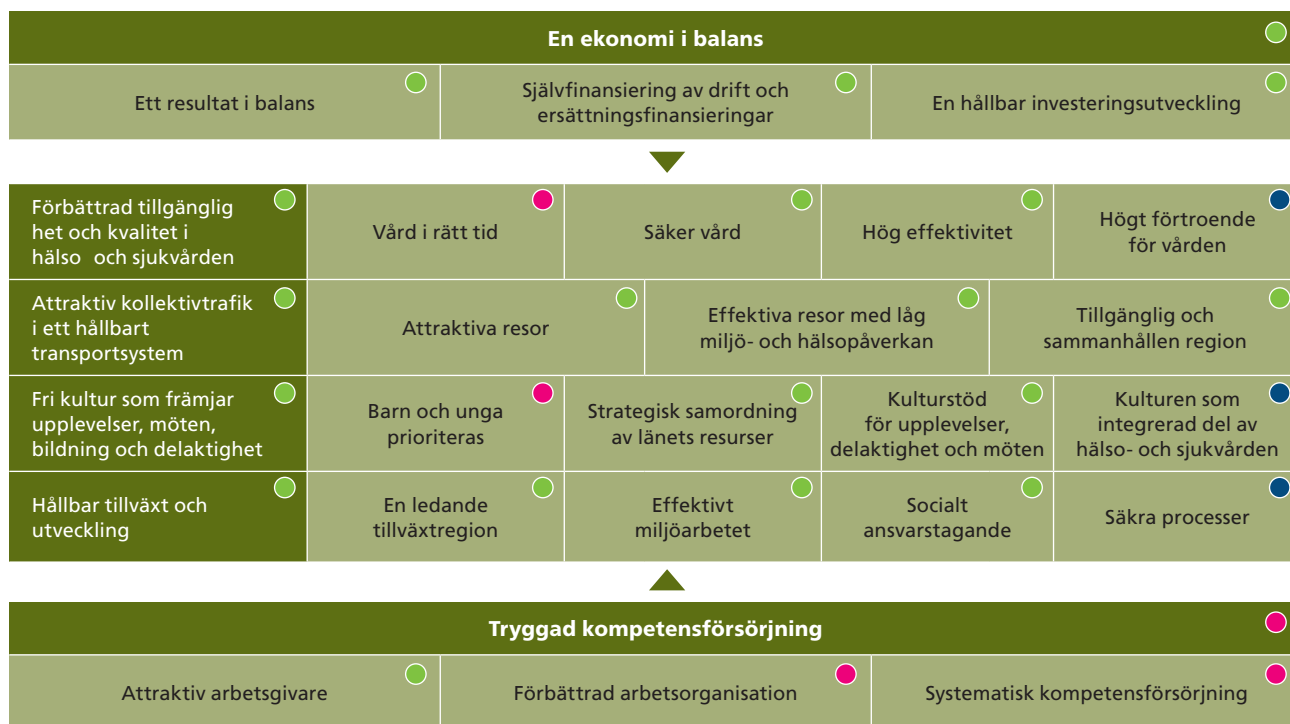 En ekonomi i balans
Ett resultat i balans
Självfinansiering av drift och
ersättningsfinansieringar
En hållbar investeringsutveckling
Förbättrad tillgänglig
het och kvalitet i
hälso och sjukvården
Vård i rätt tid
Säker vård
Hög effektivitet
Högt förtroende
för vården
Attraktiv kollektivtrafik
i ett hållbart
transportsystem
Attraktiva resor
Effektiva resor med låg
miljö- och hälsopåverkan
Tillgänglig och
sammanhållen region
Fri kultur som främjar
upplevelser, möten,
bildning och delaktighet
Barn och unga
prioriteras
Strategisk samordning
av länets resurser
Kulturstöd
för upplevelser,
delaktighet och möten
Kulturen som
integrerad del av
hälso- och sjukvården
Hållbar tillväxt och
utveckling
En ledande
tillväxtregion
Effektivt
miljöarbetet
Socialt
ansvarstagande
Säkra processer
Tryggad kompetensförsörjning
Attraktiv arbetsgivare
Förbättrad arbetsorganisation
Systematisk kompetensförsörjning